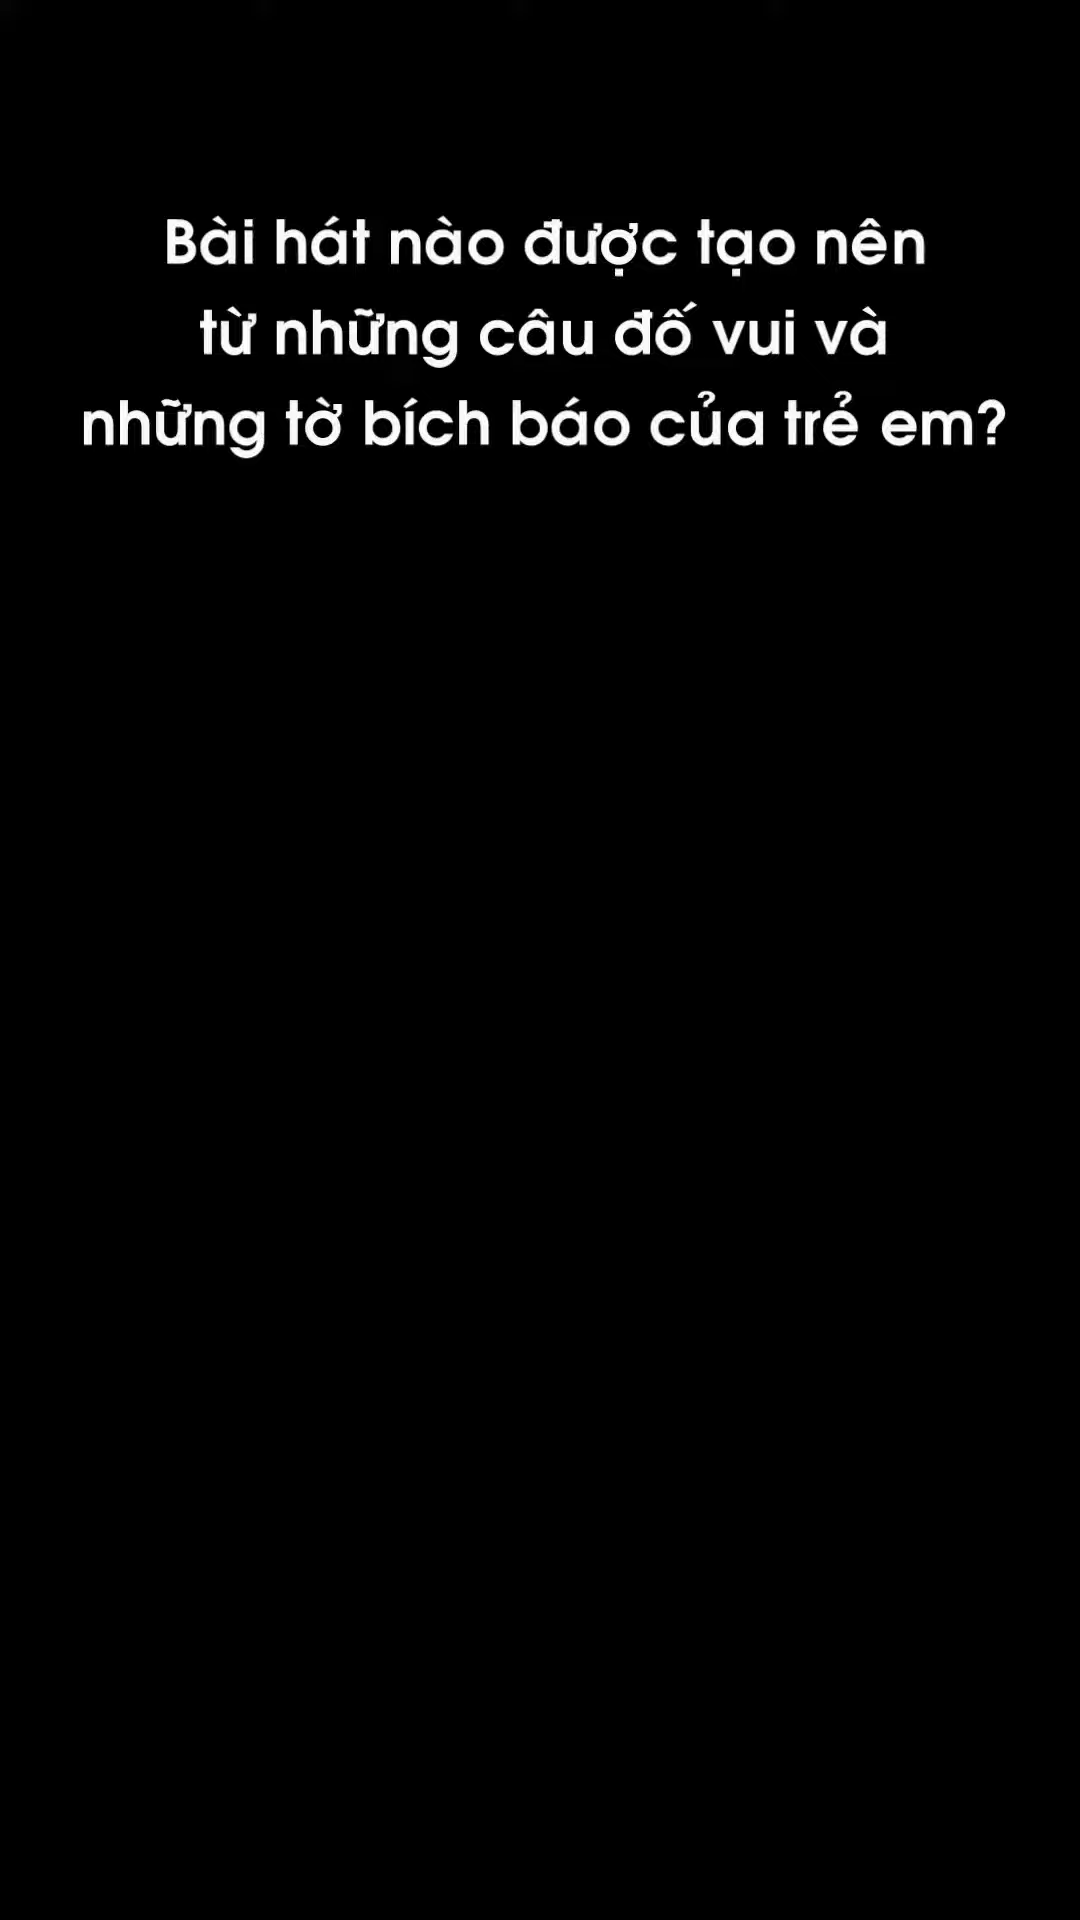 Bài hát nào được tạo nên
từ những câu đố vui và
những tờ bích báo của trẻ em?